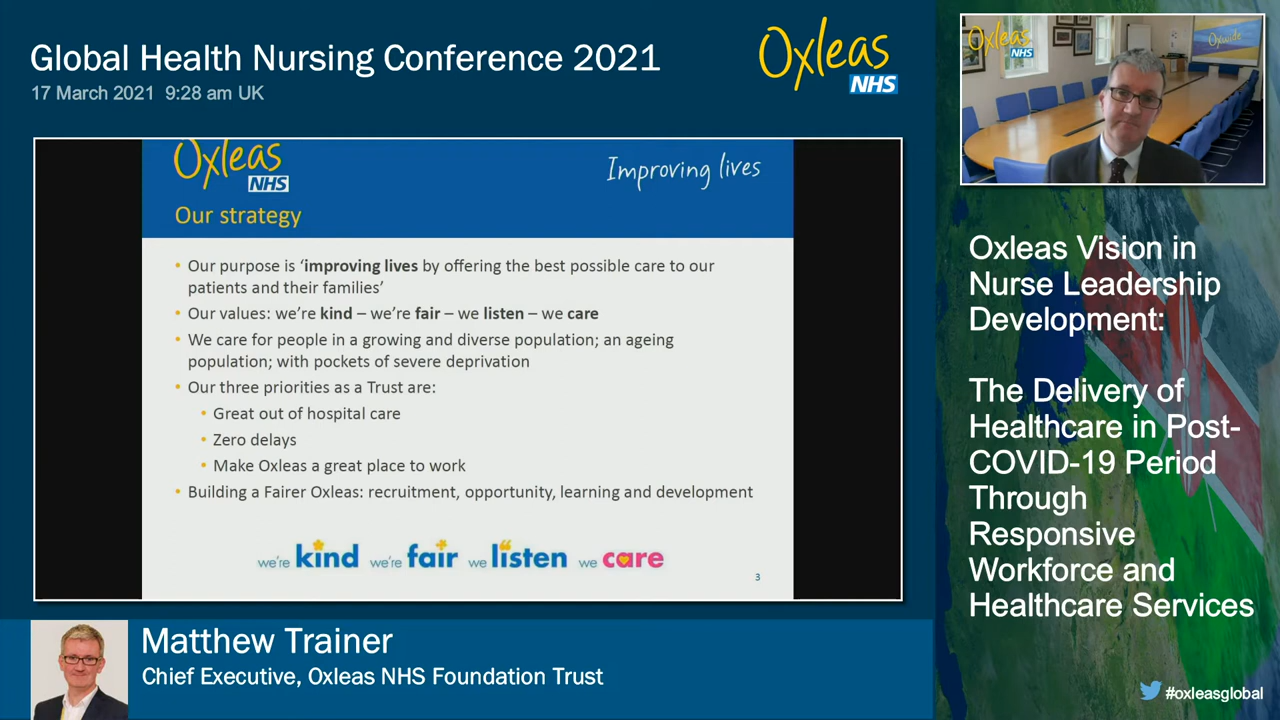 Global Health Nursing Conference 2021
17 March 2021 9:28 am UK
Oxleas
NHS
Oxleas
NHS
Improving lives
Our strategy
• Our purpose is ‘improving lives by offering the best possible care to our
patients and their families’
• Our values: we’re kind – we’re fair – we listen – we care
• We care for people in a growing and diverse population; an ageing
population; with pockets of severe deprivation
• Our three priorities as a Trust are:
• Great out of hospital care
• Zero delays
• Make Oxleas a great place to work
• Building a Fairer Oxleas: recruitment, opportunity, learning and development
we’re kind we’re fair we listen we care
3
Matthew Trainer
Chief Executive, Oxleas NHS Foundation Trust
Oxleas
NHS
Oxwide
Oxleas Vision in
Nurse Leadership
Development:
The Delivery of
Healthcare in Post-
COVID-19 Period
Through
Responsive
Workforce and
Healthcare Services
#oxleasglobal